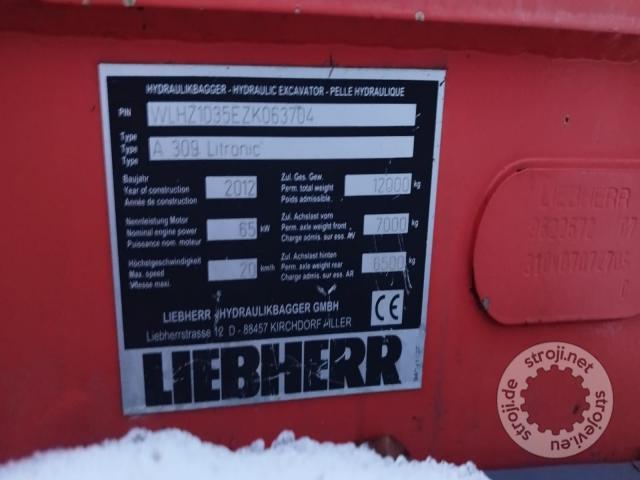 HYDRAULIKBAGGER - HYDRAULIC EXCAVATOR - PELLE HYDRAULIQUE
PIN WLHZ1035EZK063704
Type
Type A 309 Litronic
Type
Baujahr
Year of construction 2012
Année de construction
Nennleistung Motor
Nominal engine power 65 kW
Puissance nom. moteur
Höchstgeschwindigkeit
Max. speed 20 km/h
Vitesse maxi.
Zul. Ges. Gew.
Perm. total weight 12000 kg
Poids admissible
Zul. Achslast vorn
Perm. axle weight front 7000 kg
Charge admis. sur ess. AV
Zul. Achslast hinten
Perm. axle weight rear 6500 kg
Charge admis. sur ess. AR
LIEBHERR - HYDRAULIKBAGGER GMBH
Liebherrstrasse 12 D - 88457 KIRCHDORF/ILLER
CE
LIEBHERR
LIEBHERR
stroji.net
stroji.de
strojevi.eu